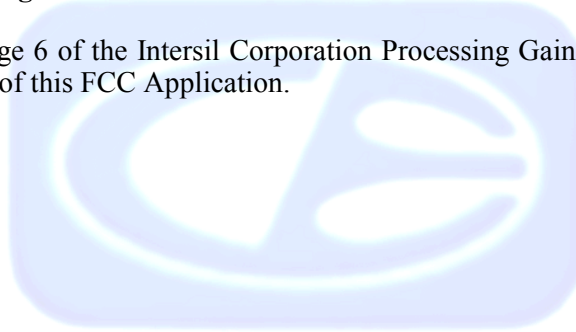 ge 6 of the Intersil Corporation Processing Gain
of this FCC Application.